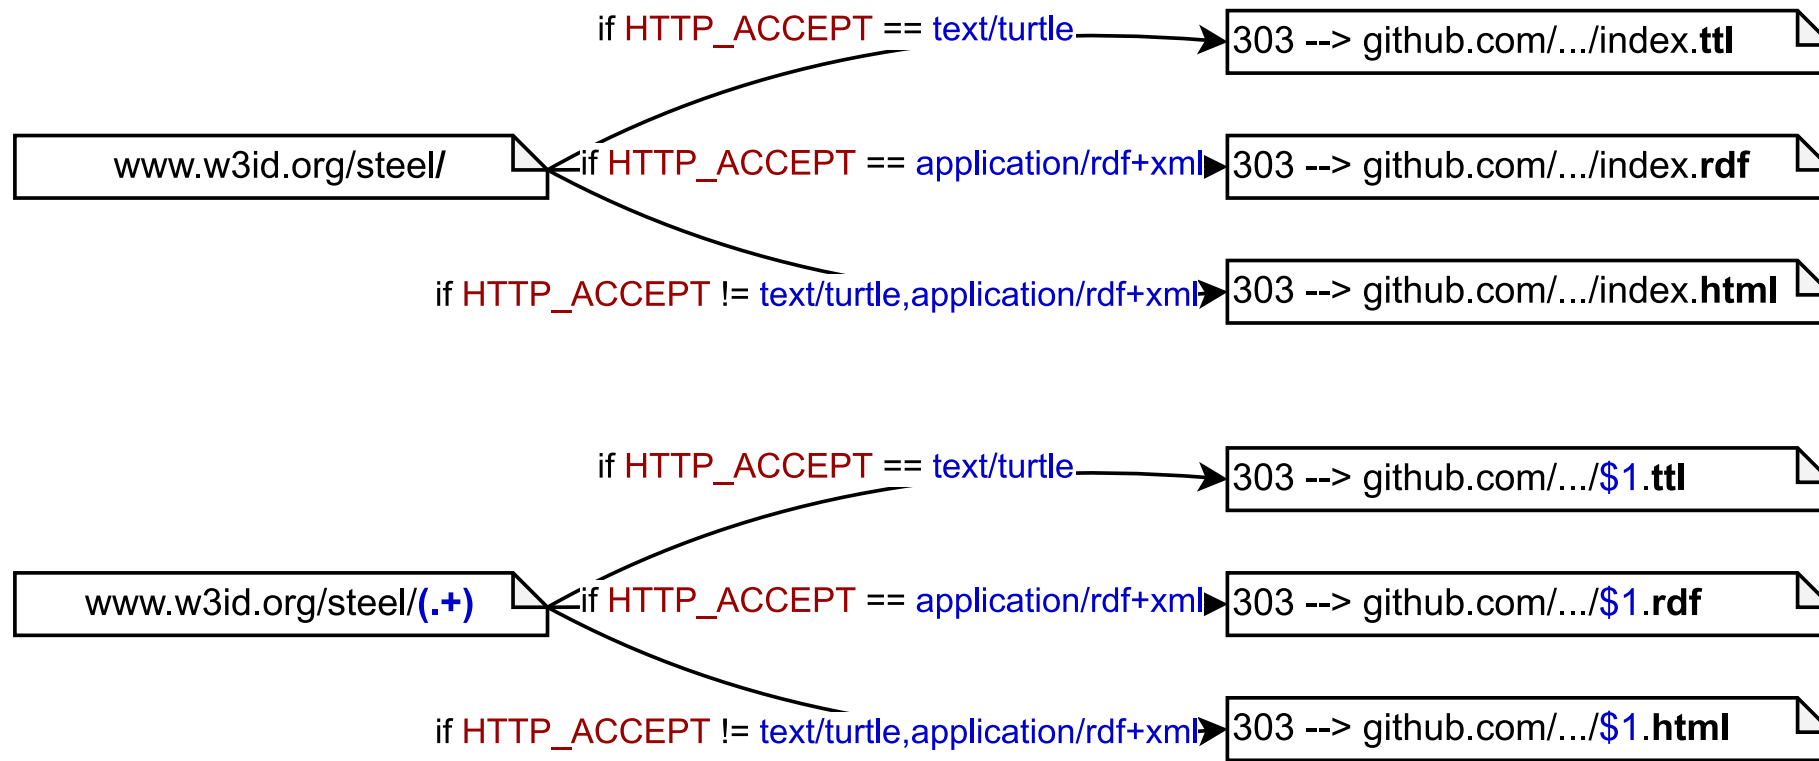 if HTTP_ACCEPT == text/turtle
303 --> github.com/.../index.ttl
www.w3id.org/steel/
if HTTP_ACCEPT == application/rdf+xml
303 --> github.com/.../index.rdf
if HTTP_ACCEPT != text/turtle,application/rdf+xml
303 --> github.com/.../index.html
if HTTP_ACCEPT == text/turtle
303 --> github.com/.../$1.ttl
www.w3id.org/steel/(.+)
if HTTP_ACCEPT == application/rdf+xml
303 --> github.com/.../$1.rdf
if HTTP_ACCEPT != text/turtle,application/rdf+xml
303 --> github.com/.../$1.html